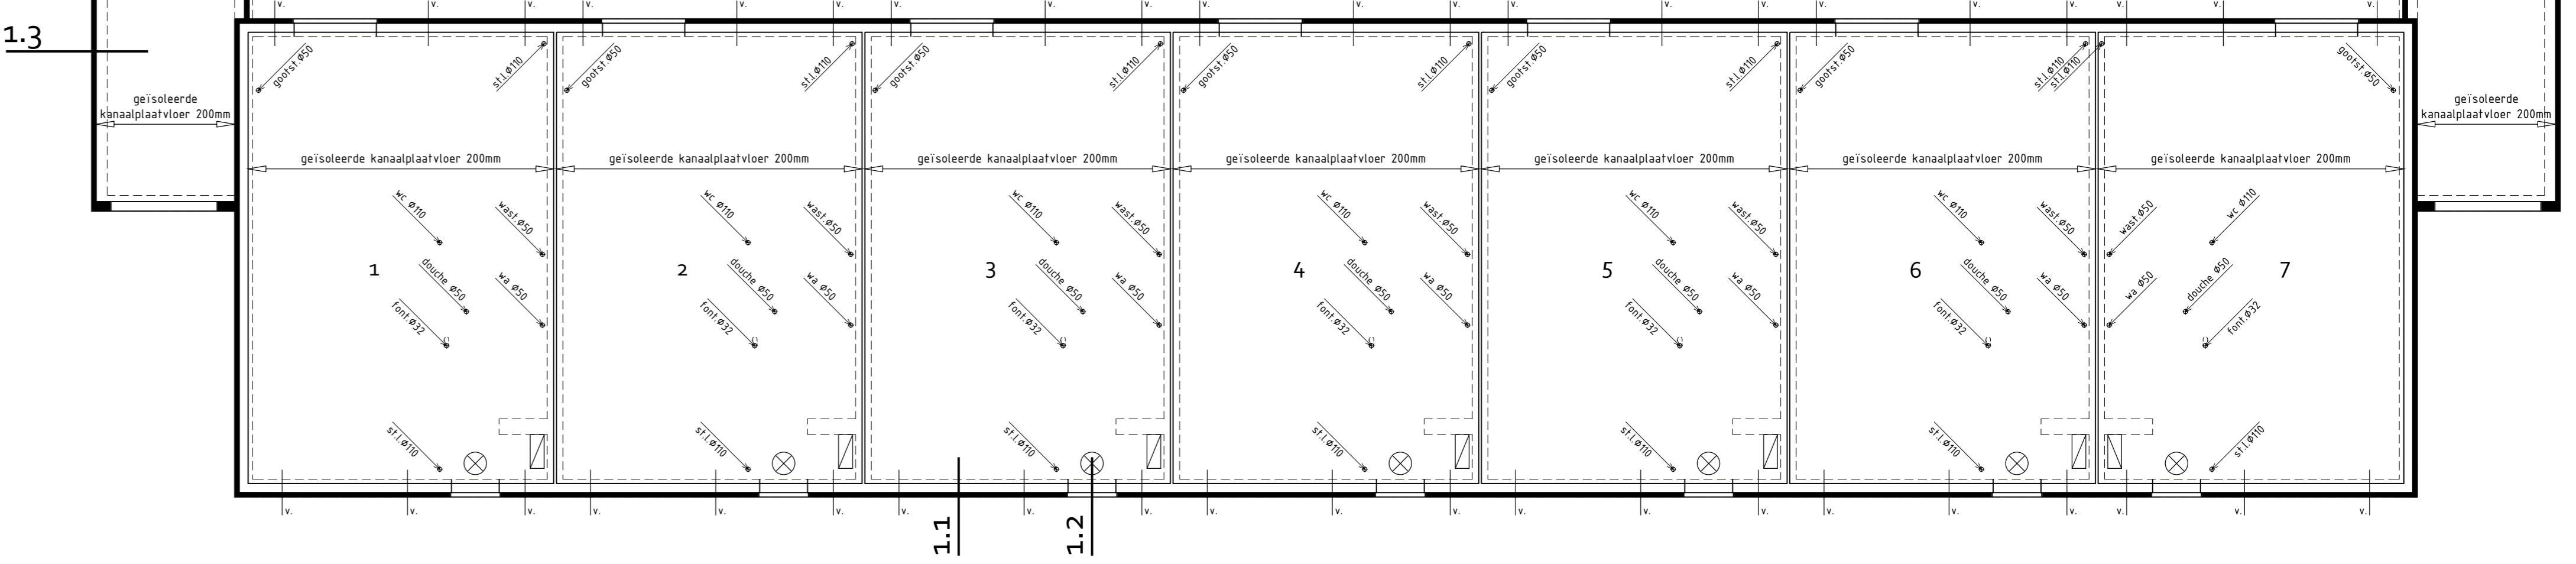 v. v. v. v. v. v. v. v. v. v. v. v. v. v. v. v. v. v. v. v. v.
1.3
gootst.ø50 st.l.ø110 gootst.ø50 st.l.ø110 gootst.ø50 st.l.ø110 gootst.ø50 st.l.ø110 gootst.ø50 st.l.ø110 gootst.ø50 st.l.ø110 st.l.ø110 gootst.ø50
geïsoleerde
kanaalplaatvloer 200mm
geïsoleerde
kanaalplaatvloer 200mm
geïsoleerde kanaalplaatvloer 200mm geïsoleerde kanaalplaatvloer 200mm geïsoleerde kanaalplaatvloer 200mm geïsoleerde kanaalplaatvloer 200mm geïsoleerde kanaalplaatvloer 200mm geïsoleerde kanaalplaatvloer 200mm geïsoleerde kanaalplaatvloer 200mm
wc ø110 wast.ø50 wc ø110 wast.ø50 wc ø110 wast.ø50 wc ø110 wast.ø50 wc ø110 wast.ø50 wc ø110 wast.ø50 wast.ø50 wc ø110
1 2 3 4 5 6 7
douche ø50 wa ø50 douche ø50 wa ø50 douche ø50 wa ø50 douche ø50 wa ø50 douche ø50 wa ø50 douche ø50 wa ø50 wa ø50 douche ø50
font.ø32 font.ø32 font.ø32 font.ø32 font.ø32 font.ø32 font.ø32
st.l.ø110 st.l.ø110 st.l.ø110 st.l.ø110 st.l.ø110 st.l.ø110 st.l.ø110
v. v. v. v. v. v. v. v. v. v. v. v. v. v. v. v. v. v. v. v. v.
1.1 1.2